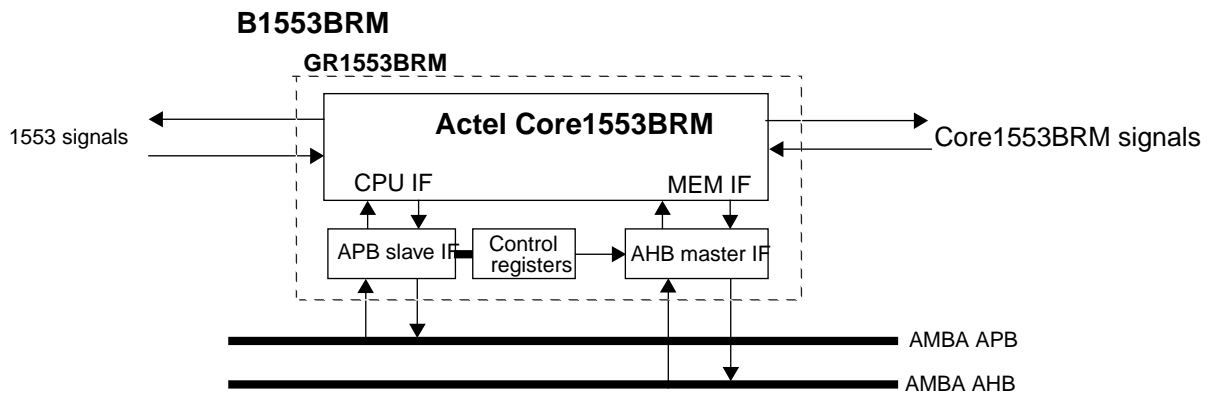 B1553BRM
GR1553BRM
Actel Core1553BRM
1553 signals
Core1553BRM signals
CPU IF
MEM IF
APB slave IF
Control
registers
AHB master IF
AMBA APB
AMBA AHB